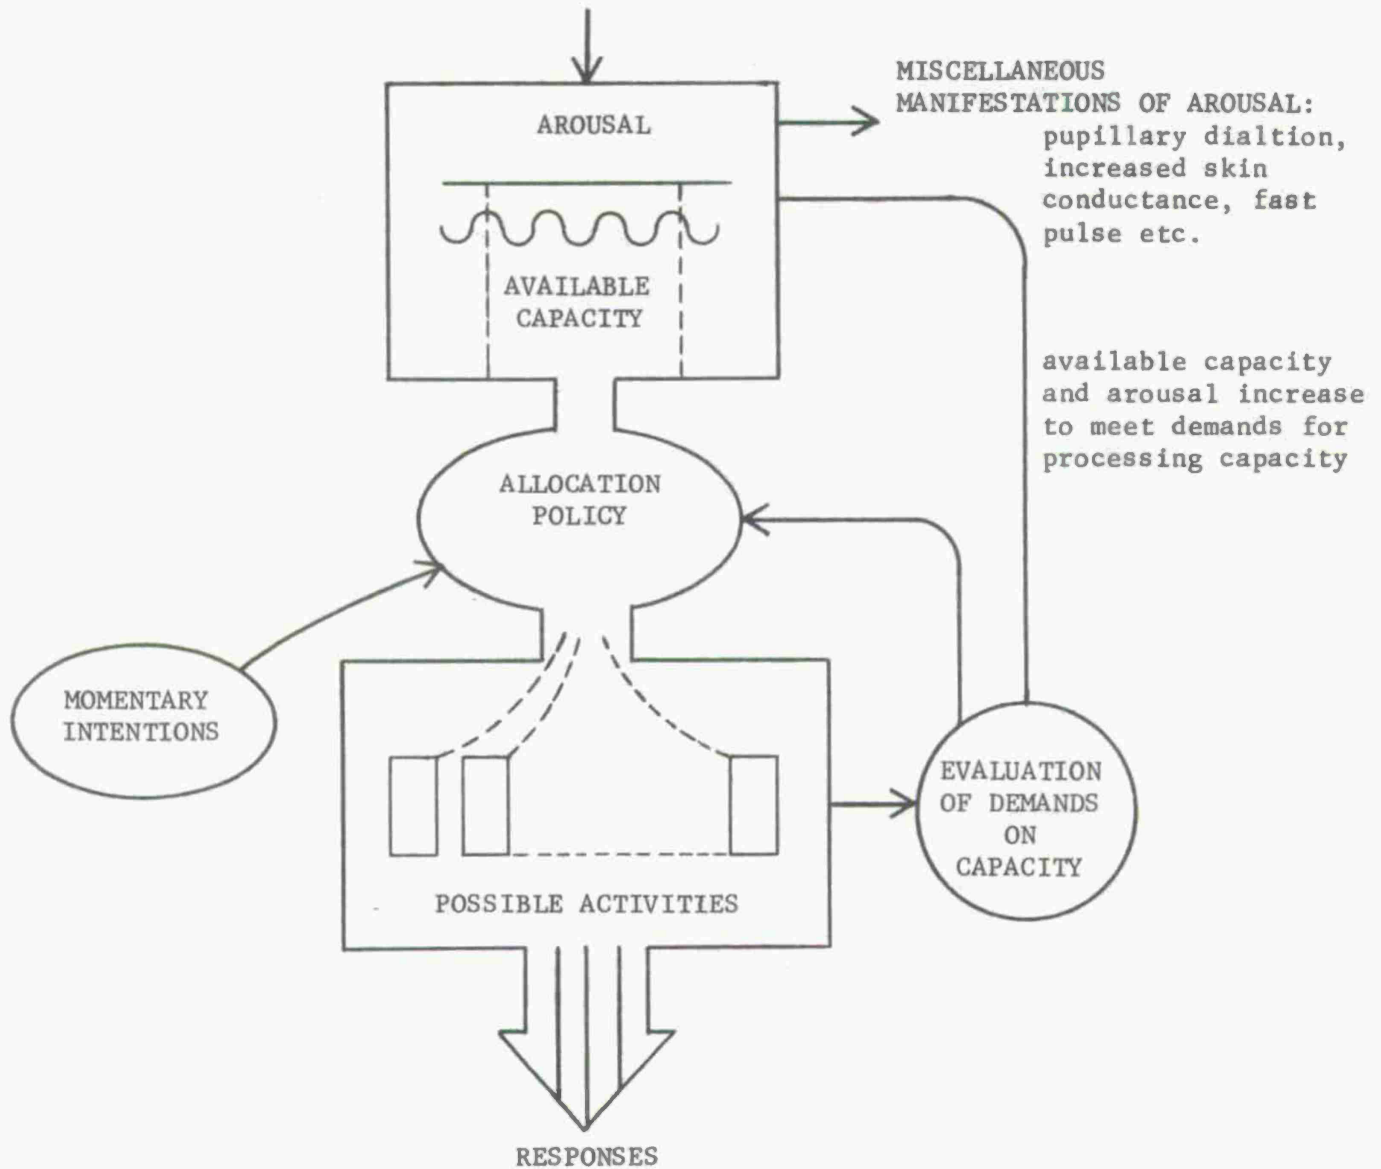 AROUSAL
AVAILABLE
CAPACITY
MISCELLANEOUS
MANIFESTATIONS OF AROUSAL:
pupillary dialtion,
increased skin
conductance, fast
pulse etc.
available capacity
and arousal increase
to meet demands for
processing capacity
ALLOCATION
POLICY
MOMENTARY
INTENTIONS
EVALUATION
OF DEMANDS
ON
CAPACITY
POSSIBLE ACTIVITIES
RESPONSES